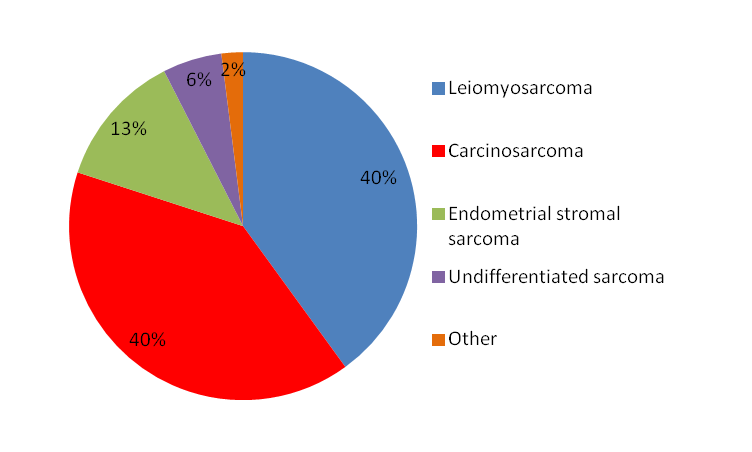 2%
6%
13%
40%
40%
Leiomyosarcoma
Carcinosarcoma
Endometrial stromal
sarcoma
Undifferentiated sarcoma
Other